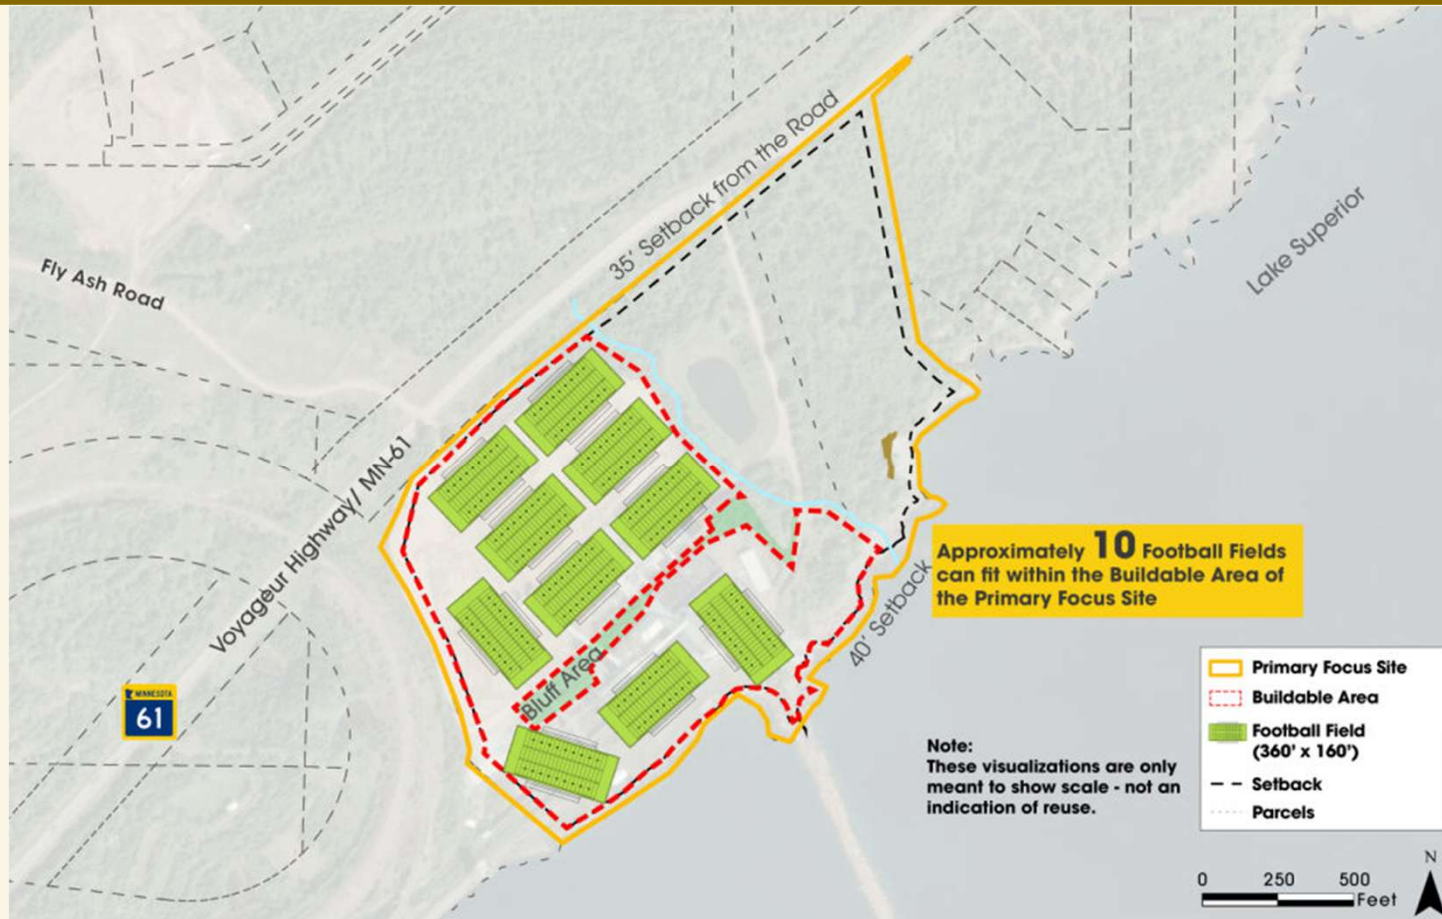 35' Setback from the Road
Lake Superior
Fly Ash Road
Voyageur Highway/ MN-61
Approximately 10 Football Fields
can fit within the Buildable Area of
the Primary Focus Site
40' Setback
Bluff Area
MINNESOTA
61
Note:
These visualizations are only
meant to show scale - not an
indication of reuse.
Primary Focus Site
Buildable Area
Football Field
(360' x 160')
Setback
Parcels
N
0 250 500
Feet